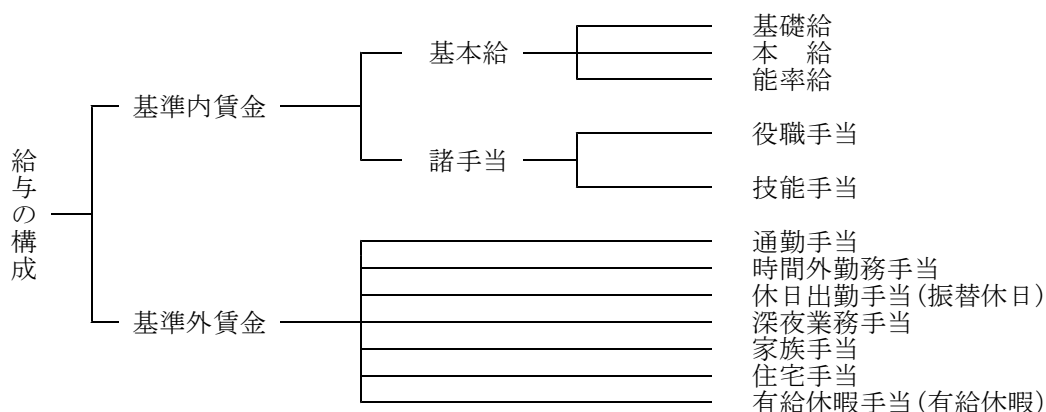 給与の構成
基準内賃金
基本給
基礎給
本　給
能率給
諸手当
役職手当
技能手当
基準外賃金
通勤手当
時間外勤務手当
休日出勤手当(振替休日)
深夜業務手当
家族手当
住宅手当
有給休暇手当(有給休暇)